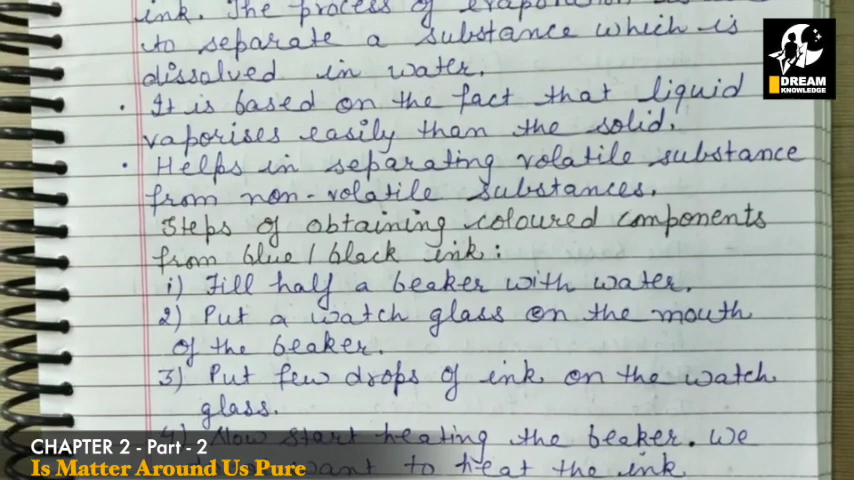 ink. The process of evaporation is
to separate a substance which is
dissolved in water.
• It is based on the fact that liquid
vaporises easily than the solid.
• Helps in separating volatile substance
from non-volatile substances.
Steps of obtaining coloured components
from blue / black ink :
i) Fill half a beaker with water.
2) Put a watch glass on the mouth
of the beaker.
3) Put few drops of ink on the watch
glass.
4) Now start heating the beaker. We
want to heat the ink
DREAM
KNOWLEDGE
CHAPTER 2 - Part - 2
Is Matter Around Us Pure